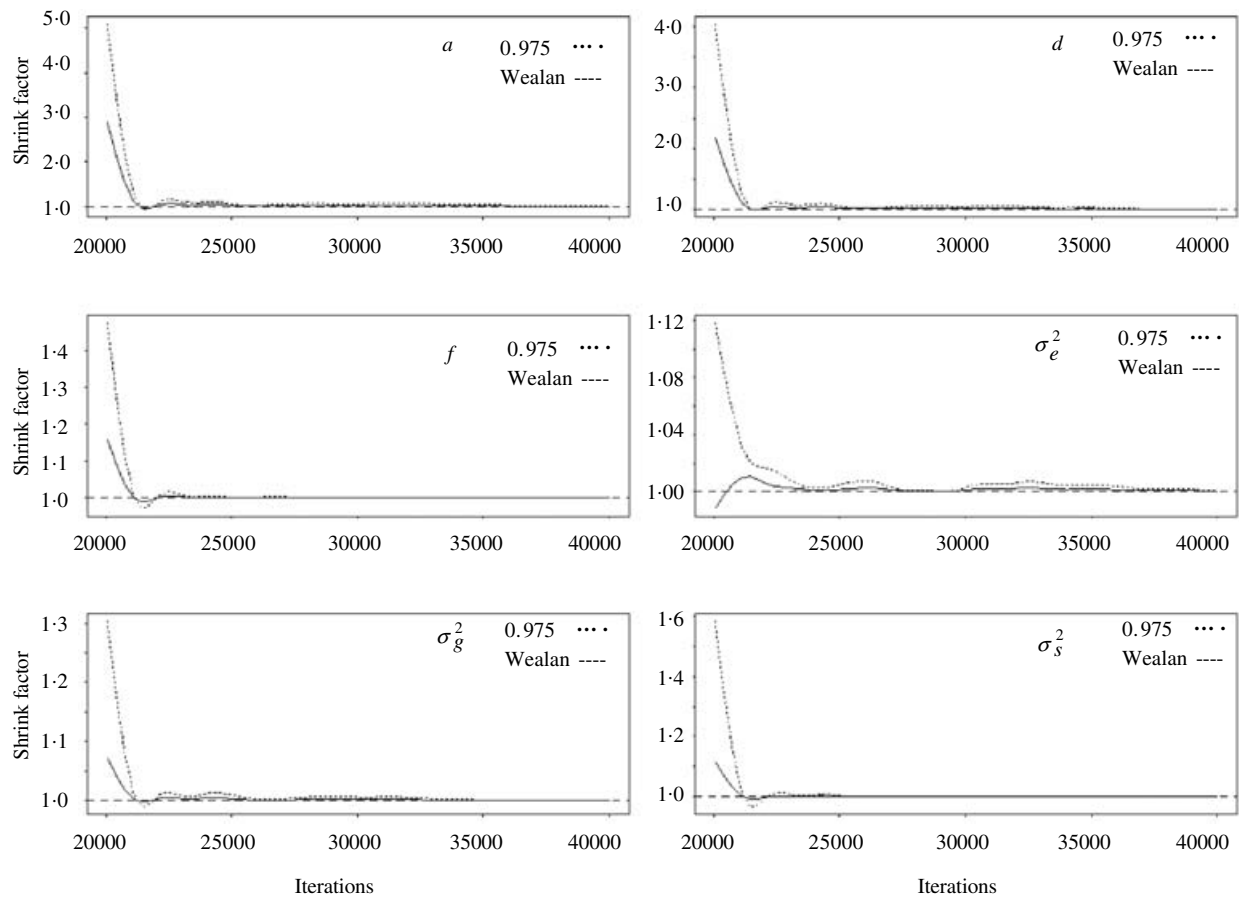 5·0
4·0
3·0
2·0
1·0
Shrink factor
a 0.975 ••• •
Wealan ----
20000 25000 30000 35000 40000
4·0
3·0
2·0
1·0
d 0.975 ••• •
Wealan ----
20000 25000 30000 35000 40000
1·4
1·3
1·2
1·1
1·0
Shrink factor
f 0.975 ••• •
Wealan ----
20000 25000 30000 35000 40000
1·12
1·08
1·04
1·00
σ²ₑ 0.975 ••• •
Wealan ----
20000 25000 30000 35000 40000
1·3
1·2
1·1
1·0
Shrink factor
σ²g 0.975 ••• •
Wealan ----
20000 25000 30000 35000 40000
Iterations
1·6
1·4
1·2
1·0
σ²ₛ 0.975 ••• •
Wealan ----
20000 25000 30000 35000 40000
Iterations